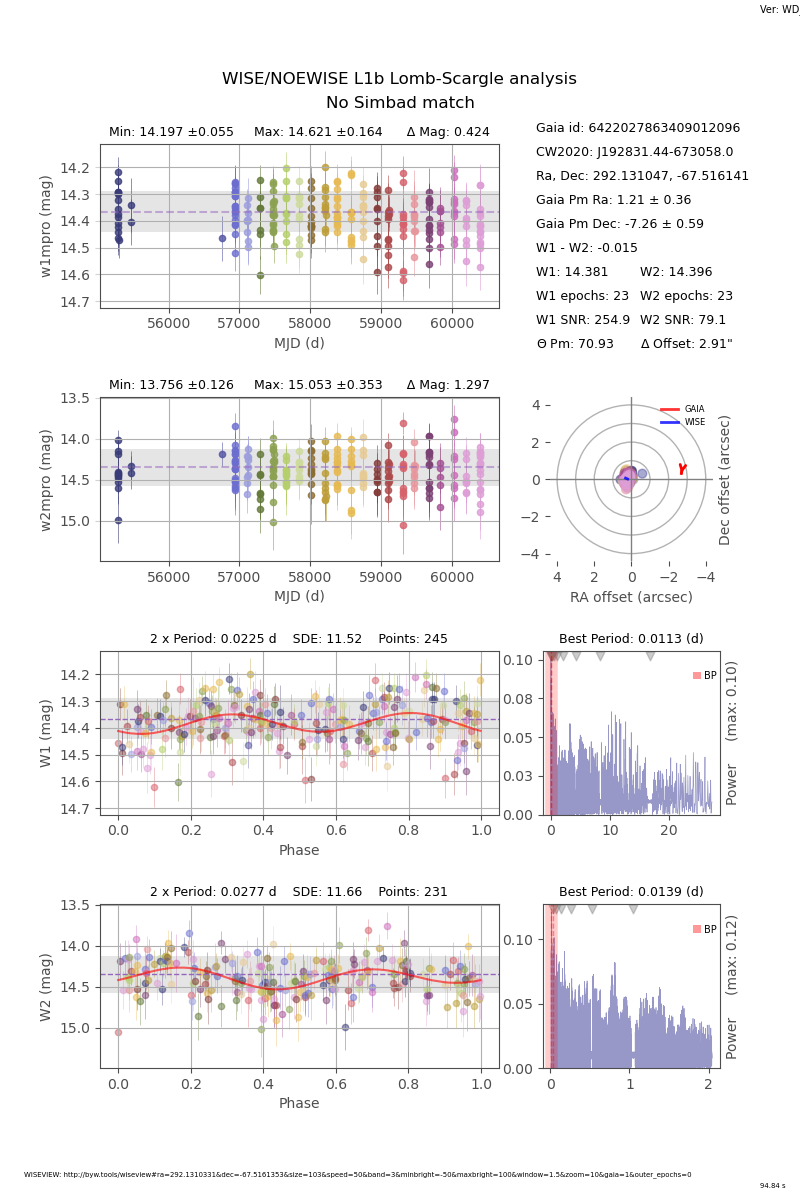 Ver: WD
WISE/NOEWISE L1b Lomb-Scargle analysis
No Simbad match
Min: 14.197 ±0.055 Max: 14.621 ±0.164 Δ Mag: 0.424
14.2
14.3
14.4
14.5
14.6
14.7
w1mpro (mag)
56000 57000 58000 59000 60000
MJD (d)
Gaia id: 6422027863409012096
CW2020: J192831.44-673058.0
Ra, Dec: 292.131047, -67.516141
Gaia Pm Ra: 1.21 ± 0.36
Gaia Pm Dec: -7.26 ± 0.59
W1 - W2: -0.015
W1: 14.381 W2: 14.396
W1 epochs: 23 W2 epochs: 23
W1 SNR: 254.9 W2 SNR: 79.1
Θ Pm: 70.93 Δ Offset: 2.91"
Min: 13.756 ±0.126 Max: 15.053 ±0.353 Δ Mag: 1.297
13.5
14.0
14.5
15.0
w2mpro (mag)
56000 57000 58000 59000 60000
MJD (d)
4
2
0
−2
−4
GAIA
WISE
Dec offset (arcsec)
4 2 0 −2 −4
RA offset (arcsec)
2 x Period: 0.0225 d SDE: 11.52 Points: 245
14.2
14.3
14.4
14.5
14.6
14.7
W1 (mag)
0.0 0.2 0.4 0.6 0.8 1.0
Phase
Best Period: 0.0113 (d)
0.10
0.08
0.05
0.03
0.00
BP
Power (max: 0.10)
0 10 20
2 x Period: 0.0277 d SDE: 11.66 Points: 231
13.5
14.0
14.5
15.0
W2 (mag)
0.0 0.2 0.4 0.6 0.8 1.0
Phase
Best Period: 0.0139 (d)
0.10
0.05
0.00
BP
Power (max: 0.12)
0 1 2
WISEVIEW: http://byw.tools/wiseview#ra=292.1310331&dec=-67.5161353&size=103&speed=50&band=3&minbright=-50&maxbright=100&window=1.5&zoom=10&gaia=1&outer_epochs=0
94.84 s